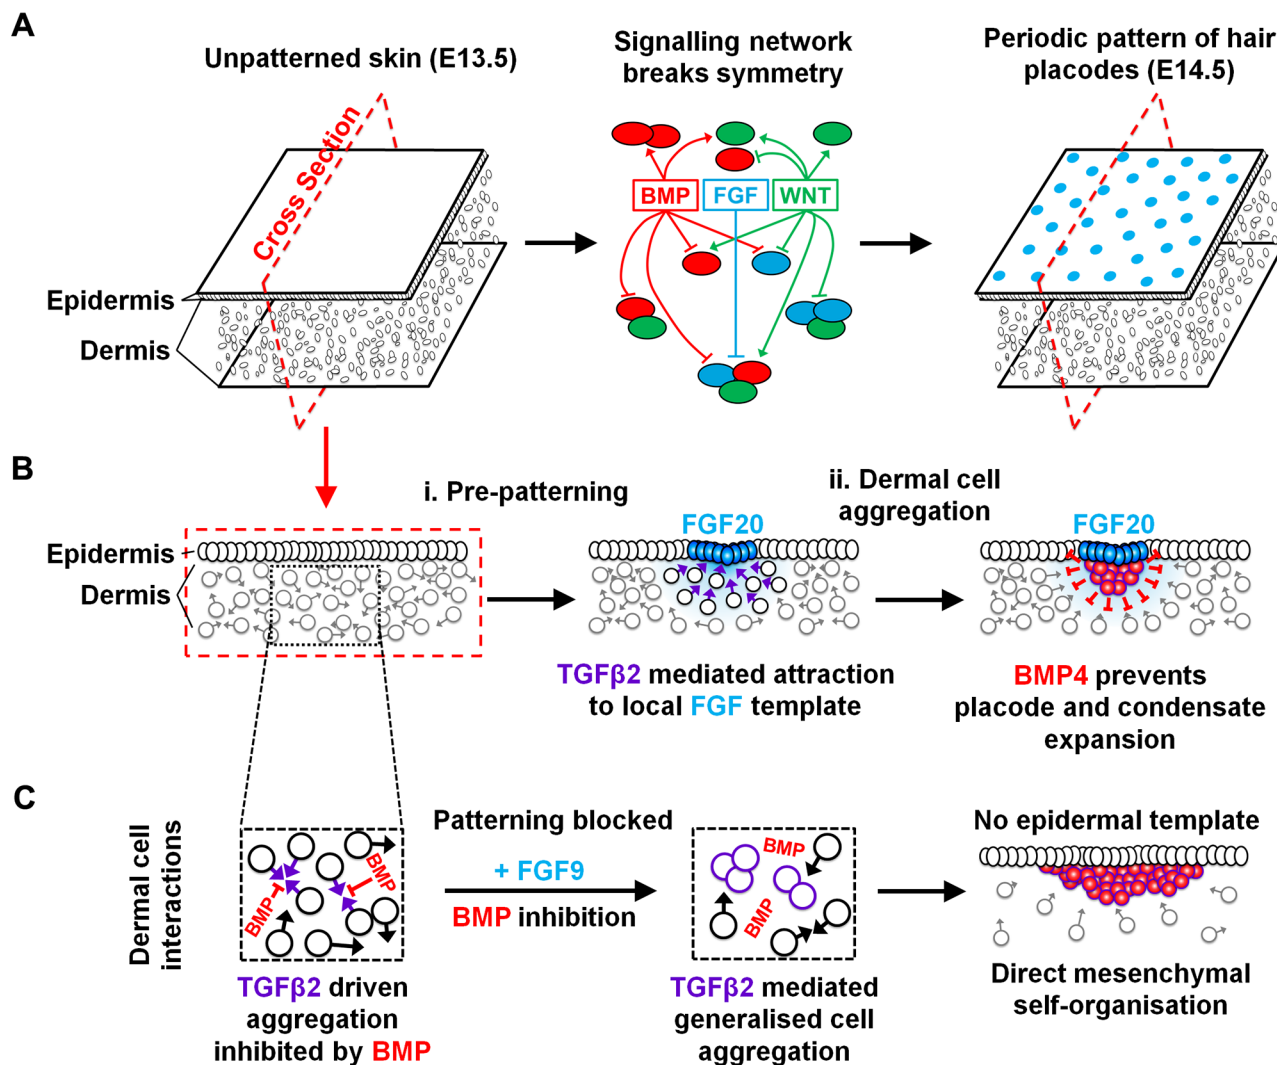 A
Unpatterned skin (E13.5)
Signalling network
breaks symmetry
Periodic pattern of hair
placodes (E14.5)
Cross Section
BMP
FGF
WNT
Epidermis
Dermis
B
i. Pre-patterning
ii. Dermal cell
aggregation
Epidermis
Dermis
FGF20
FGF20
TGFβ2 mediated attraction
to local FGF template
BMP4 prevents
placode and condensate
expansion
C
Dermal cell
interactions
BMP
BMP
Patterning blocked
+ FGF9
BMP inhibition
BMP
BMP
No epidermal template
TGFβ2 driven
aggregation
inhibited by BMP
TGFβ2 mediated
generalised cell
aggregation
Direct mesenchymal
self-organisation